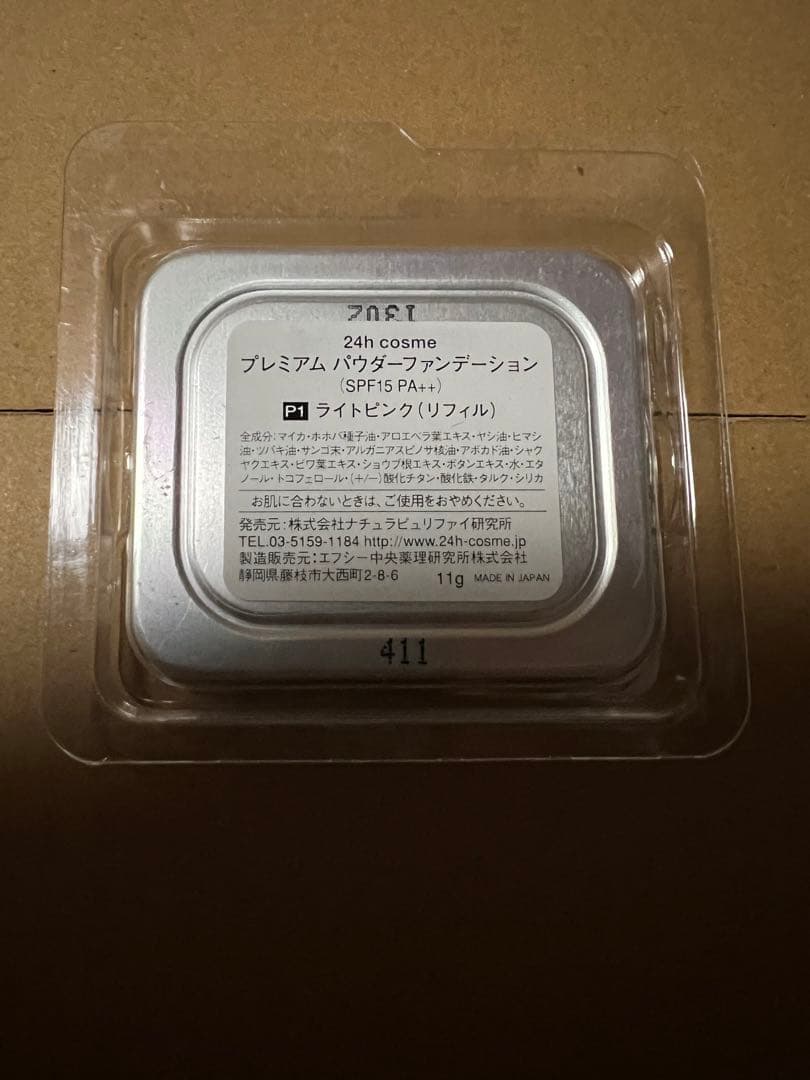 I3UZ
24h cosme
プレミアム パウダーファンデーション
(SPF15 PA++)
P1 ライトピンク(リフィル)
全成分:マイカ・ホホバ種子油・アロエベラ葉エキス・ヤシ油・ヒマシ
油・ツバキ油・サンゴ末・アルガニアスピノサ核油・アボカド油・シャク
ヤクエキス・ビワ葉エキス・ショウブ根エキス・ボタンエキス・水・エタ
ノール・トコフェロール・(+/−)酸化チタン・酸化鉄・タルク・シリカ
お肌に合わないときは、ご使用をおやめください。
発売元:株式会社ナチュラピュリファイ研究所
TEL.03-5159-1184 http://www.24h-cosme.jp
製造販売元:エフシー中央薬理研究所株式会社
静岡県藤枝市大西町2-8-6 11g MADE IN JAPAN
411